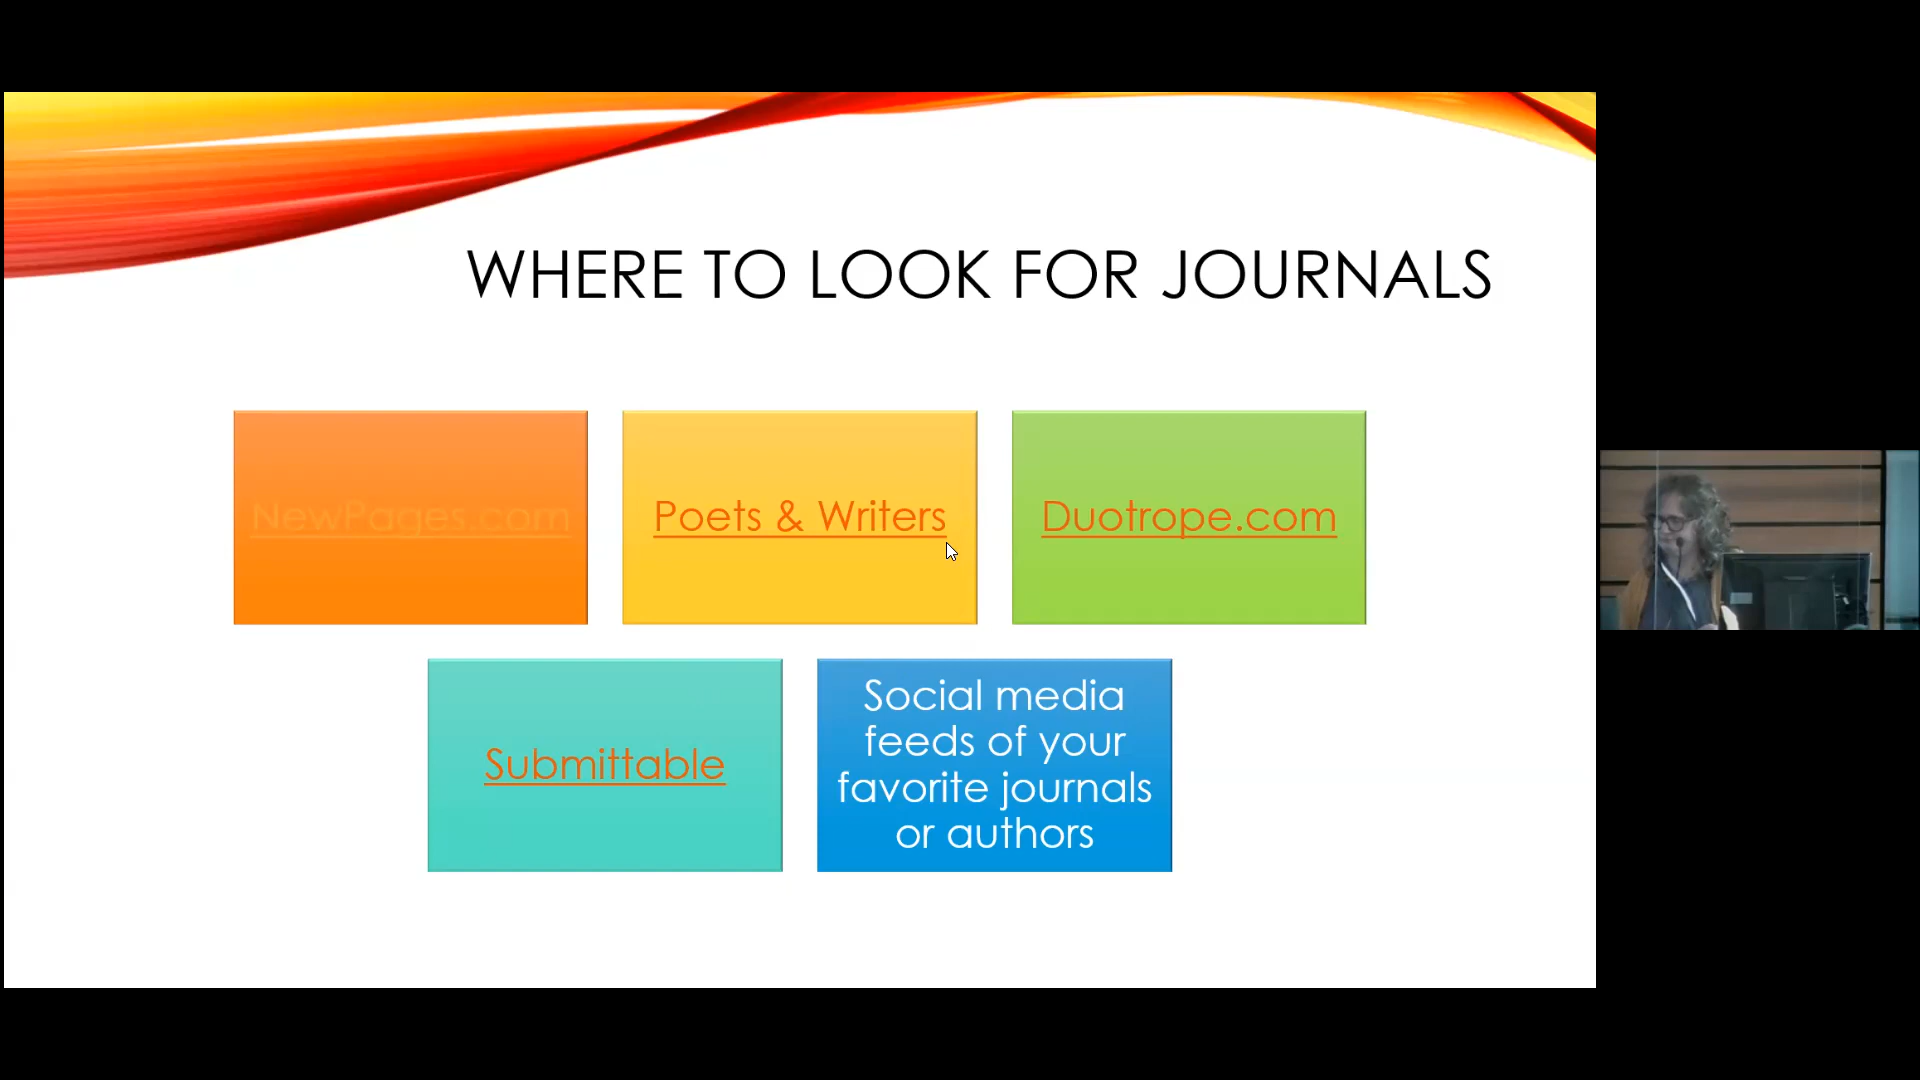 WHERE TO LOOK FOR JOURNALS
NewPages.com
Poets & Writers
Duotrope.com
Submittable
Social media
feeds of your
favorite journals
or authors